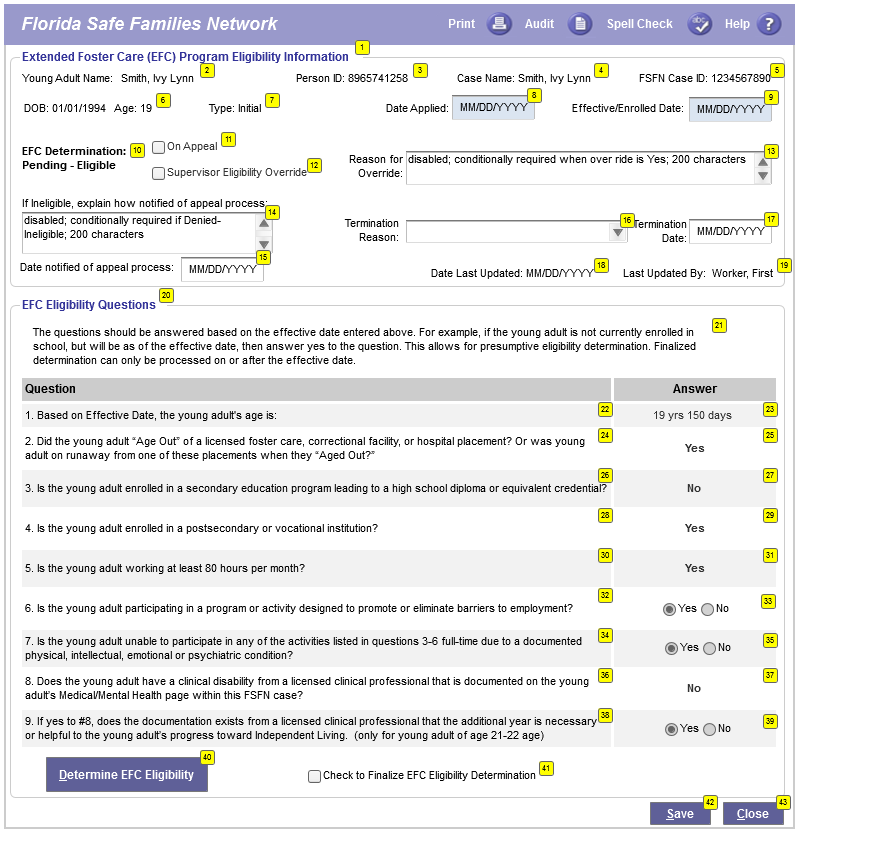 Florida Safe Families Network
Print Audit Spell Check abc Help ?
Extended Foster Care (EFC) Program Eligibility Information 1
Young Adult Name: Smith, Ivy Lynn 2 Person ID: 8965741258 3 Case Name: Smith, Ivy Lynn 4 FSFN Case ID: 1234567890 5
DOB: 01/01/1994 Age: 19 6 Type: Initial 7 Date Applied: MM/DD/YYYY 8 Effective/Enrolled Date: MM/DD/YYYY 9
EFC Determination: 10 On Appeal 11
Pending - Eligible
Supervisor Eligibility Override 12
Reason for Override: disabled; conditionally required when over ride is Yes; 200 characters 13
If Ineligible, explain how notified of appeal process:
disabled; conditionally required if Denied- 14
Ineligible; 200 characters
Termination Reason: 16 Termination Date: MM/DD/YYYY 17
Date notified of appeal process: MM/DD/YYYY 15
Date Last Updated: MM/DD/YYYY 18 Last Updated By: Worker, First 19
EFC Eligibility Questions 20
The questions should be answered based on the effective date entered above. For example, if the young adult is not currently enrolled in 21
school, but will be as of the effective date, then answer yes to the question. This allows for presumptive eligibility determination. Finalized
determination can only be processed on or after the effective date.
Question Answer
1. Based on Effective Date, the young adult's age is: 22 19 yrs 150 days 23
2. Did the young adult “Age Out” of a licensed foster care, correctional facility, or hospital placement? Or was young 24 Yes 25
adult on runaway from one of these placements when they “Aged Out?”
3. Is the young adult enrolled in a secondary education program leading to a high school diploma or equivalent credential? 26 No 27
4. Is the young adult enrolled in a postsecondary or vocational institution? 28 Yes 29
5. Is the young adult working at least 80 hours per month? 30 Yes 31
6. Is the young adult participating in a program or activity designed to promote or eliminate barriers to employment? 32 Yes No 33
7. Is the young adult unable to participate in any of the activities listed in questions 3-6 full-time due to a documented 34 Yes No 35
physical, intellectual, emotional or psychiatric condition?
8. Does the young adult have a clinical disability from a licensed clinical professional that is documented on the young 36 No 37
adult's Medical/Mental Health page within this FSFN case?
9. If yes to #8, does the documentation exists from a licensed clinical professional that the additional year is necessary 38 Yes No 39
or helpful to the young adult's progress toward Independent Living. (only for young adult of age 21-22 age)
Determine EFC Eligibility 40 Check to Finalize EFC Eligibility Determination 41
Save 42 Close 43